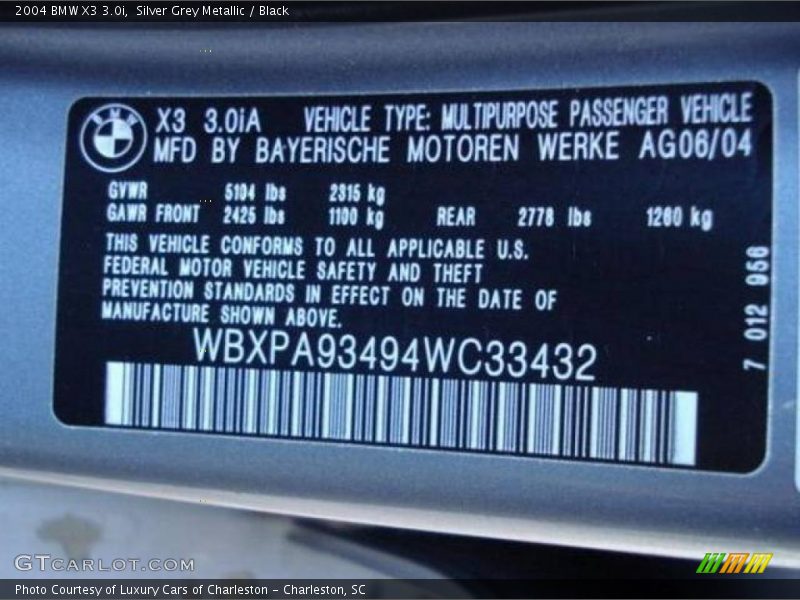 2004 BMW X3 3.0i,  Silver Grey Metallic / Black
BMW
X3 3.0iA VEHICLE TYPE: MULTIPURPOSE PASSENGER VEHICLE
MFD BY BAYERISCHE MOTOREN WERKE AG06/04
GVWR 5104 lbs 2315 kg
GAWR FRONT 2425 lbs 1100 kg REAR 2778 lbs 1260 kg
THIS VEHICLE CONFORMS TO ALL APPLICABLE U.S.
FEDERAL MOTOR VEHICLE SAFETY AND THEFT
PREVENTION STANDARDS IN EFFECT ON THE DATE OF
MANUFACTURE SHOWN ABOVE.
WBXPA93494WC33432
7 012 956
GTCARLOT.COM
Photo Courtesy of Luxury Cars of Charleston - Charleston, SC